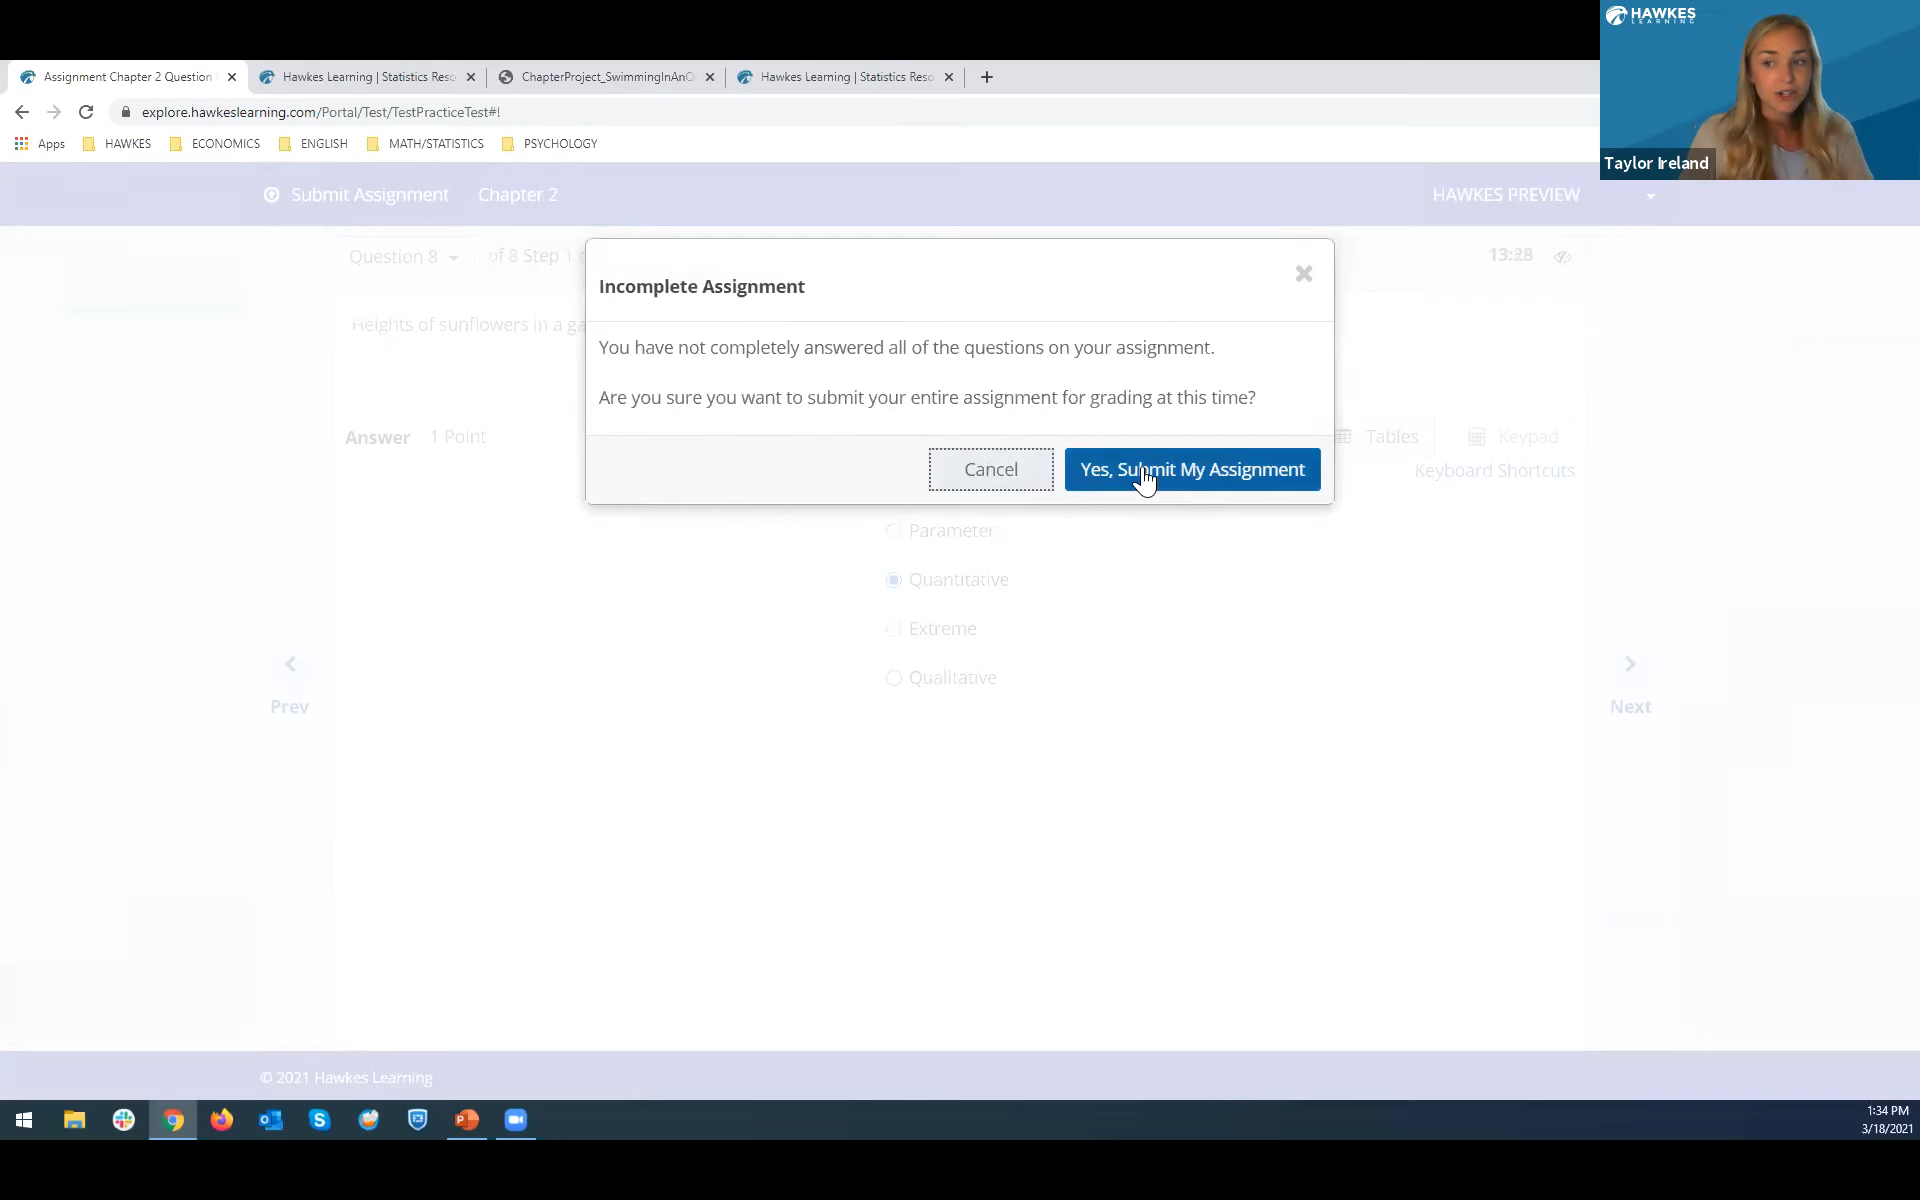 HAWKES
LEARNING
Taylor Ireland
Assignment Chapter 2 Question
Hawkes Learning | Statistics Reso
ChapterProject_SwimmingInAnO
Hawkes Learning | Statistics Reso
explore.hawkeslearning.com/Portal/Test/TestPracticeTest#!
Apps HAWKES ECONOMICS ENGLISH MATH/STATISTICS PSYCHOLOGY
Submit Assignment Chapter 2 HAWKES PREVIEW
Question 8 of 8 Step 1
Heights of sunflowers in a ga
Incomplete Assignment
You have not completely answered all of the questions on your assignment.
Are you sure you want to submit your entire assignment for grading at this time?
Cancel Yes, Submit My Assignment
Answer 1 Point Tables Keypad
Keyboard Shortcuts
Parameter
Quantitative
Extreme
Qualitative
Prev Next
© 2021 Hawkes Learning
1:34 PM
3/18/2021